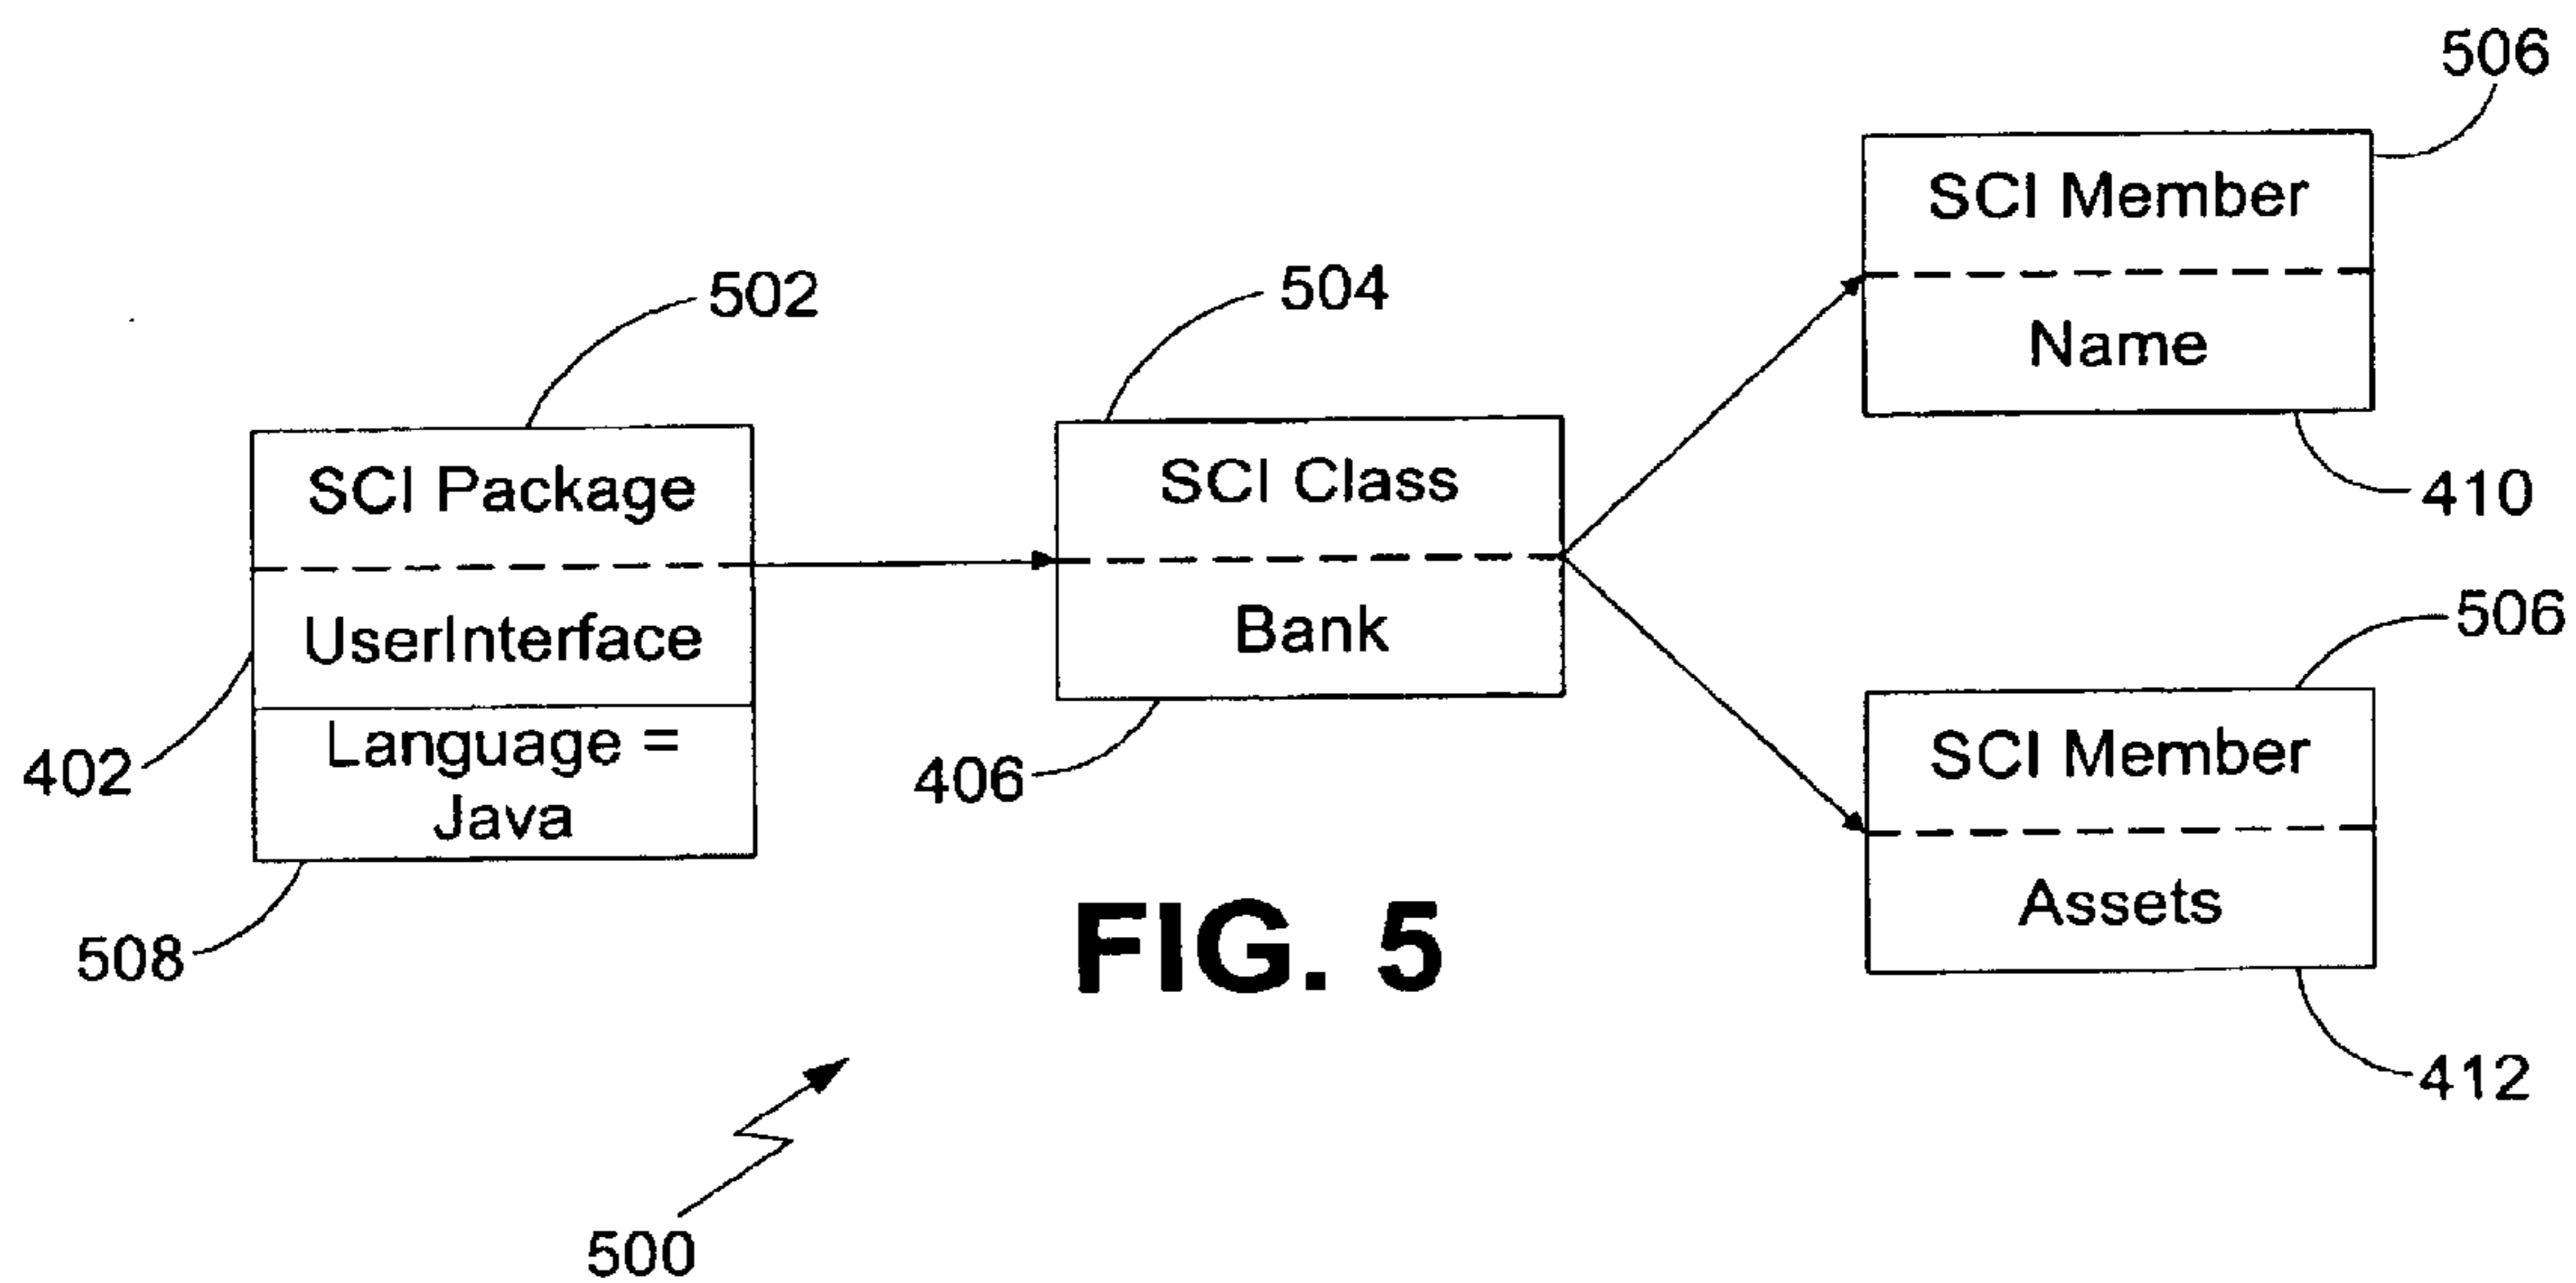 506
SCI Member
Name
410
502
504
SCI Package
UserInterface
Language =
Java
402
508
SCI Class
Bank
406
506
SCI Member
Assets
412
FIG. 5
500